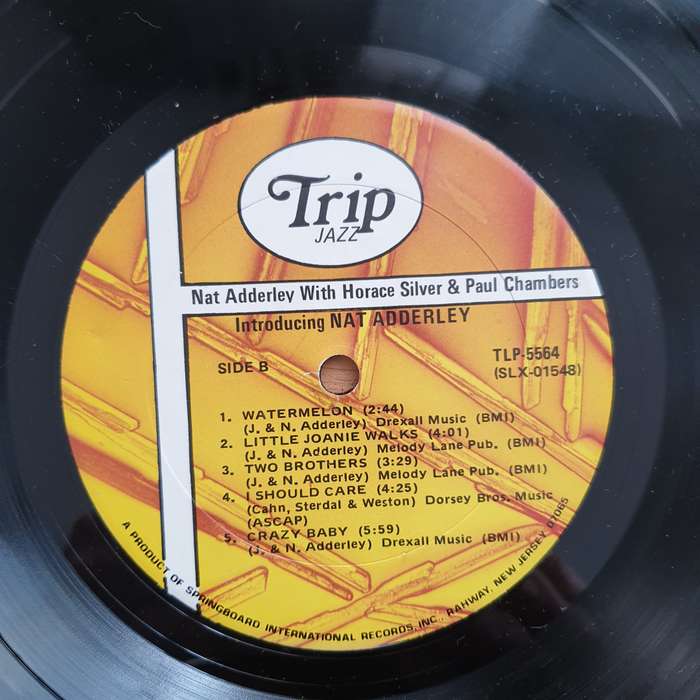 Trip
JAZZ
Nat Adderley With Horace Silver & Paul Chambers
Introducing NAT ADDERLEY
SIDE B
TLP-5564
(SLX-01548)
1. WATERMELON (2:44)
(J. & N. Adderley) Drexall Music (BMI)
2. LITTLE JOANIE WALKS (4:01)
(J. & N. Adderley) Melody Lane Pub. (BMI)
3. TWO BROTHERS (3:29)
(J. & N. Adderley) Melody Lane Pub. (BMI)
4. I SHOULD CARE (4:25)
(Cahn, Sterdal & Weston) Dorsey Bros. Music
(ASCAP)
5. CRAZY BABY (5:59)
(J. & N. Adderley) Drexall Music (BMI)
A PRODUCT OF SPRINGBOARD INTERNATIONAL RECORDS, INC., RAHWAY, NEW JERSEY 07065